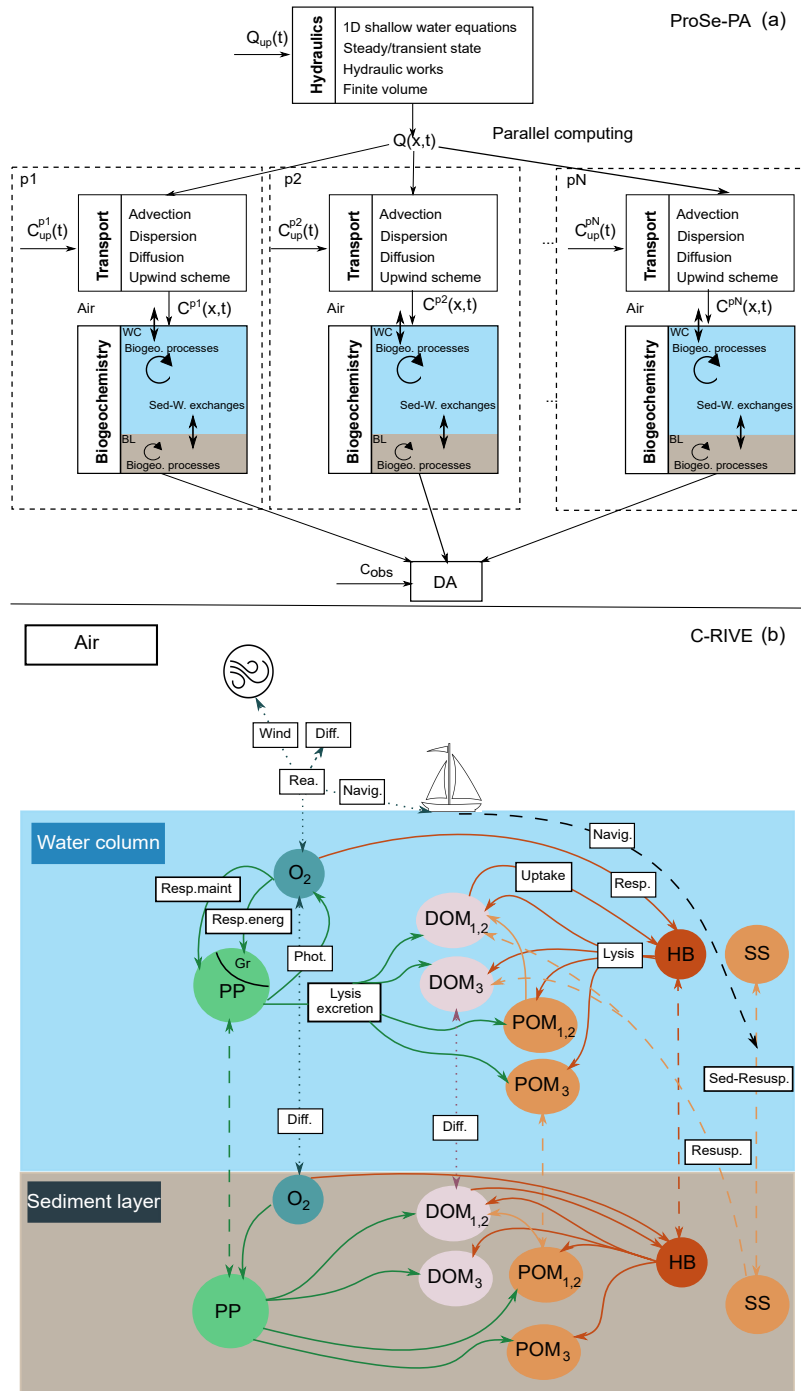 ProSe-PA (a)
Q_up(t)
Hydraulics
1D shallow water equations
Steady/transient state
Hydraulic works
Finite volume
Q(x,t)
Parallel computing
p1
C_up^p1(t)
Transport
Advection
Dispersion
Diffusion
Upwind scheme
Air
C^p1(x,t)
Biogeochemistry
WC
Biogeo. processes
Sed-W. exchanges
BL
Biogeo. processes
p2
C_up^p2(t)
Transport
Advection
Dispersion
Diffusion
Upwind scheme
Air
C^p2(x,t)
Biogeochemistry
WC
Biogeo. processes
Sed-W. exchanges
BL
Biogeo. processes
...
...
pN
C_up^pN(t)
Transport
Advection
Dispersion
Diffusion
Upwind scheme
Air
C^pN(x,t)
Biogeochemistry
WC
Biogeo. processes
Sed-W. exchanges
BL
Biogeo. processes
C_obs
DA
Air
C-RIVE (b)
Wind
Diff.
Rea.
Navig.
Water column
Navig.
O₂
Resp.maint
Uptake
Resp.
Resp.energ
DOM₁,₂
Gr
Phot.
Lysis
HB
SS
PP
DOM₃
Lysis
excretion
POM₁,₂
POM₃
Sed-Resusp.
Diff.
Diff.
Resusp.
Sediment layer
O₂
DOM₁,₂
HB
DOM₃
POM₁,₂
PP
SS
POM₃